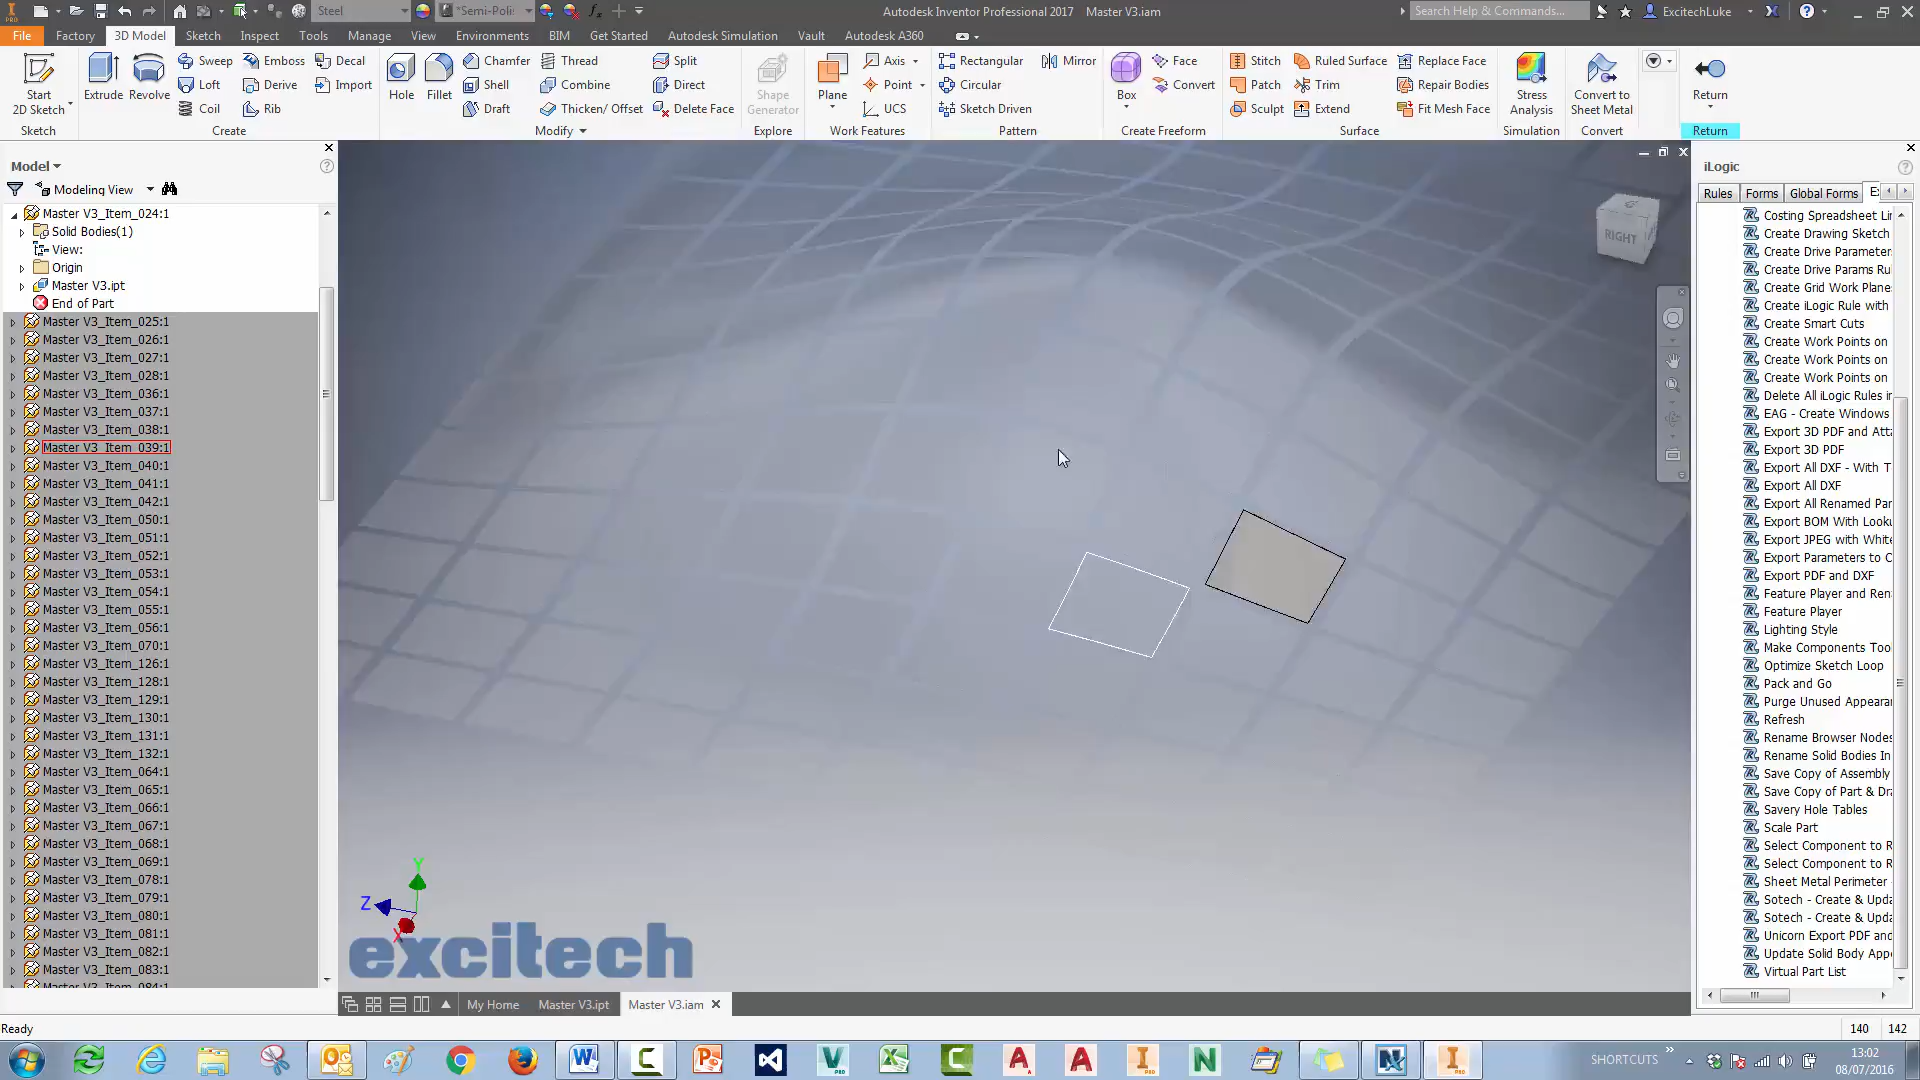 Steel
*Semi-Polis
Autodesk Inventor Professional 2017 Master V3.iam
Search Help & Commands...
ExcitechLuke
File Factory 3D Model Sketch Inspect Tools Manage View Environments BIM Get Started Autodesk Simulation Vault Autodesk A360
Start
2D Sketch
Extrude Revolve
Sweep Emboss Decal
Loft Derive Import
Coil Rib
Hole Fillet
Chamfer Thread Split
Shell Combine Direct
Draft Thicken/ Offset Delete Face
Shape
Generator
Plane
Axis
Point
UCS
Rectangular Mirror
Circular
Sketch Driven
Box
Face
Convert
Stitch Ruled Surface Replace Face
Patch Trim Repair Bodies
Sculpt Extend Fit Mesh Face
Stress
Analysis
Convert to
Sheet Metal
Return
Sketch Create Modify Explore Work Features Pattern Create Freeform Surface Simulation Convert Return
Model
Modeling View
Master V3_Item_024:1
Solid Bodies(1)
View:
Origin
Master V3.ipt
End of Part
Master V3_Item_025:1
Master V3_Item_026:1
Master V3_Item_027:1
Master V3_Item_028:1
Master V3_Item_036:1
Master V3_Item_037:1
Master V3_Item_038:1
Master V3_Item_039:1
Master V3_Item_040:1
Master V3_Item_041:1
Master V3_Item_042:1
Master V3_Item_050:1
Master V3_Item_051:1
Master V3_Item_052:1
Master V3_Item_053:1
Master V3_Item_054:1
Master V3_Item_055:1
Master V3_Item_056:1
Master V3_Item_070:1
Master V3_Item_126:1
Master V3_Item_128:1
Master V3_Item_129:1
Master V3_Item_130:1
Master V3_Item_131:1
Master V3_Item_132:1
Master V3_Item_064:1
Master V3_Item_065:1
Master V3_Item_066:1
Master V3_Item_067:1
Master V3_Item_068:1
Master V3_Item_069:1
Master V3_Item_078:1
Master V3_Item_079:1
Master V3_Item_080:1
Master V3_Item_081:1
Master V3_Item_082:1
Master V3_Item_083:1
Master V3_Item_084:1
RIGHT
Y
Z
X
excitech
My Home Master V3.ipt Master V3.iam
iLogic
Rules Forms Global Forms
Costing Spreadsheet Lin
Create Drawing Sketch
Create Drive Parameter
Create Drive Params Rul
Create Grid Work Plane
Create iLogic Rule with
Create Smart Cuts
Create Work Points on
Create Work Points on
Create Work Points on
Delete All iLogic Rules in
EAG - Create Windows
Export 3D PDF and Atta
Export 3D PDF
Export All DXF - With T
Export All DXF
Export All Renamed Par
Export BOM With Looku
Export JPEG with White
Export Parameters to C
Export PDF and DXF
Feature Player and Ren
Feature Player
Lighting Style
Make Components Tool
Optimize Sketch Loop
Pack and Go
Purge Unused Appearan
Refresh
Rename Browser Nodes
Rename Solid Bodies In
Save Copy of Assembly
Save Copy of Part & Dra
Savery Hole Tables
Scale Part
Select Component to R
Select Component to R
Sheet Metal Perimeter
Sotech - Create & Upda
Sotech - Create & Upda
Unicorn Export PDF and
Update Solid Body Appe
Virtual Part List
Ready
140 142
SHORTCUTS
13:02
08/07/2016